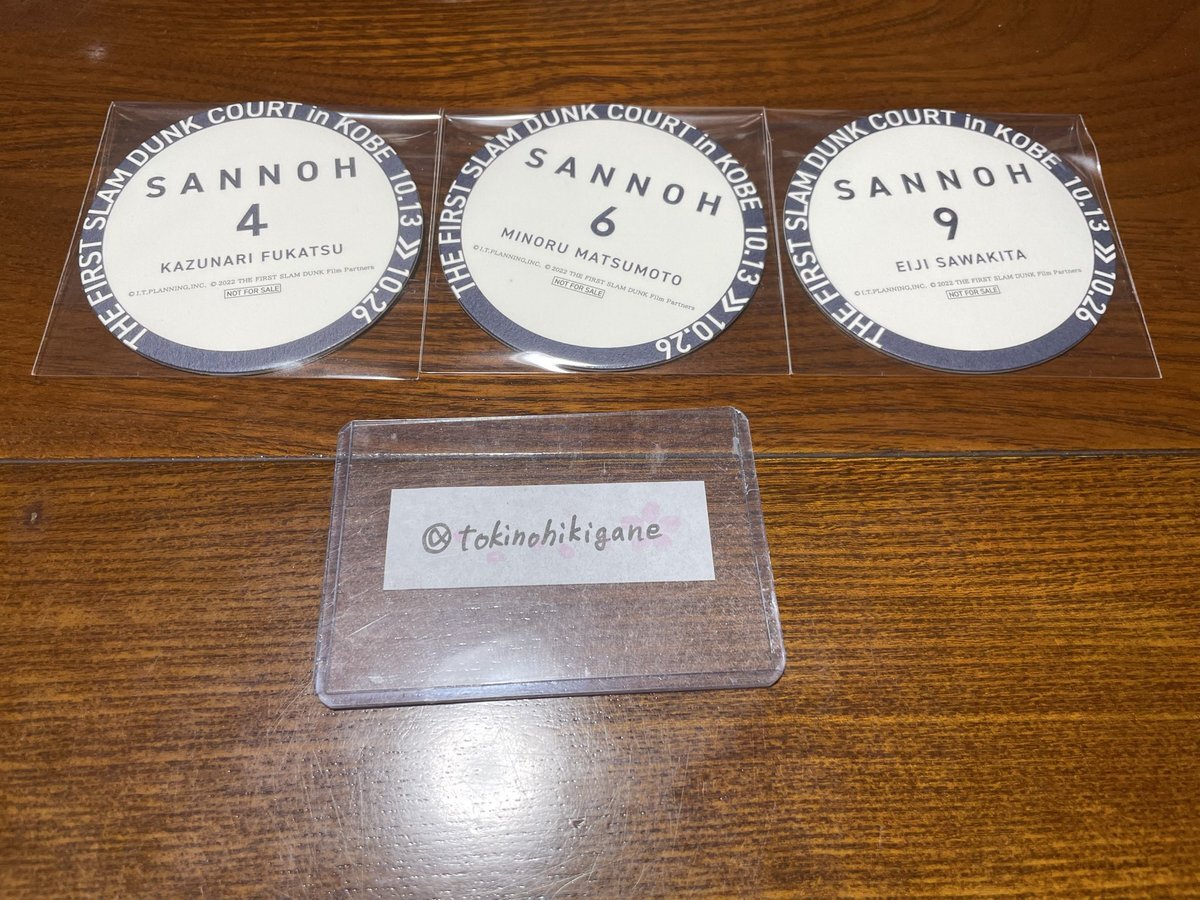 THE FIRST SLAM DUNK COURT in KOBE 10.13 >> 10.26
SANNOH
4
KAZUNARI FUKATSU
© I.T.PLANNING,INC. © 2022 THE FIRST SLAM DUNK Film Partners
NOT FOR SALE
THE FIRST SLAM DUNK COURT in KOBE 10.13 >> 10.26
SANNOH
6
MINORU MATSUMOTO
© I.T.PLANNING,INC. © 2022 THE FIRST SLAM DUNK Film Partners
NOT FOR SALE
THE FIRST SLAM DUNK COURT in KOBE 10.13 >> 10.26
SANNOH
9
EIJI SAWAKITA
© I.T.PLANNING,INC. © 2022 THE FIRST SLAM DUNK Film Partners
NOT FOR SALE
@tokinohikigane